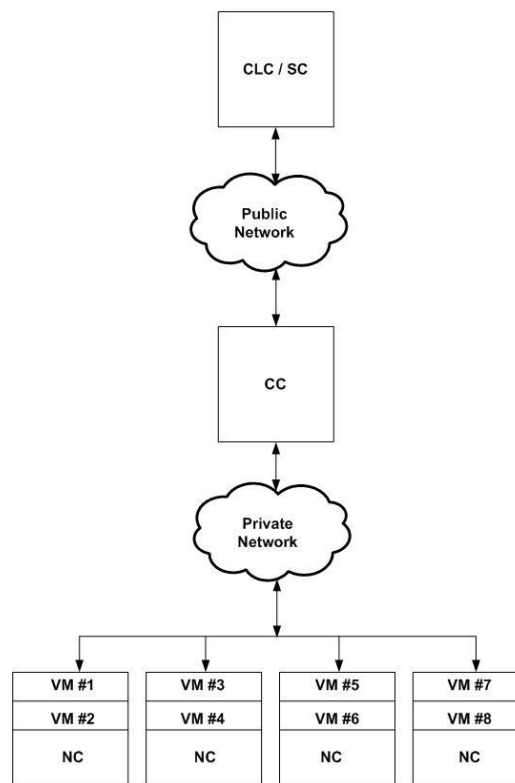 CLC / SC
Public
Network
CC
Private
Network
VM #1
VM #3
VM #5
VM #7
VM #2
VM #4
VM #6
VM #8
NC
NC
NC
NC